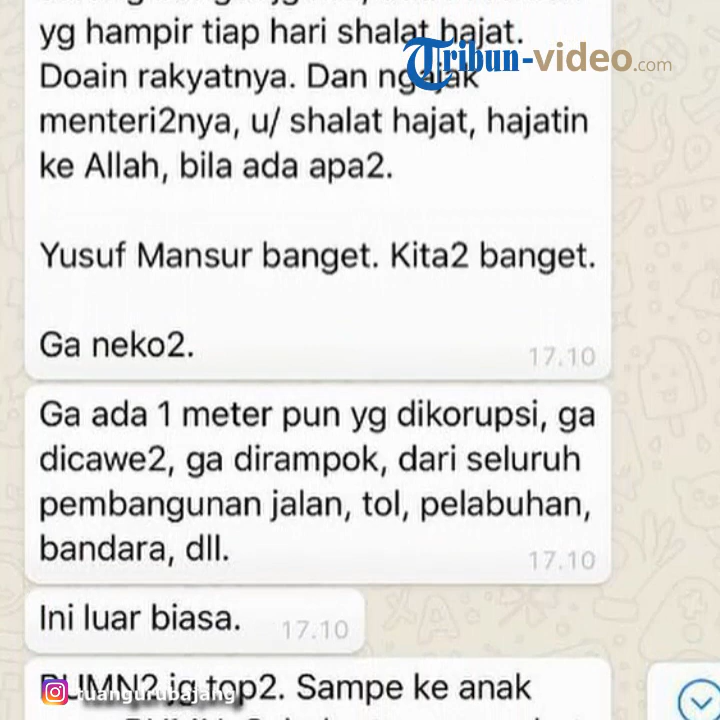 yg hampir tiap hari shalat hajat.
Tribun-video.com
Doain rakyatnya. Dan ngajak
menteri2nya, u/ shalat hajat, hajatin
ke Allah, bila ada apa2.
Yusuf Mansur banget. Kita2 banget.
Ga neko2.
17.10
Ga ada 1 meter pun yg dikorupsi, ga
dicawe2, ga dirampok, dari seluruh
pembangunan jalan, tol, pelabuhan,
bandara, dll.
17.10
Ini luar biasa.
17.10
BUMN2 jg top2. Sampe ke anak
tuangurubajang